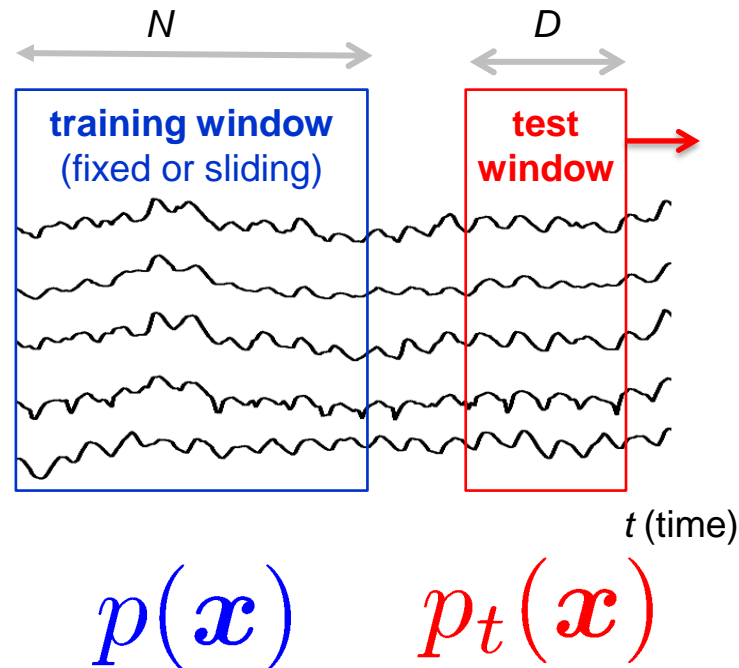 N D
training window
(fixed or sliding)
test
window
t (time)
p(x) p_t(x)